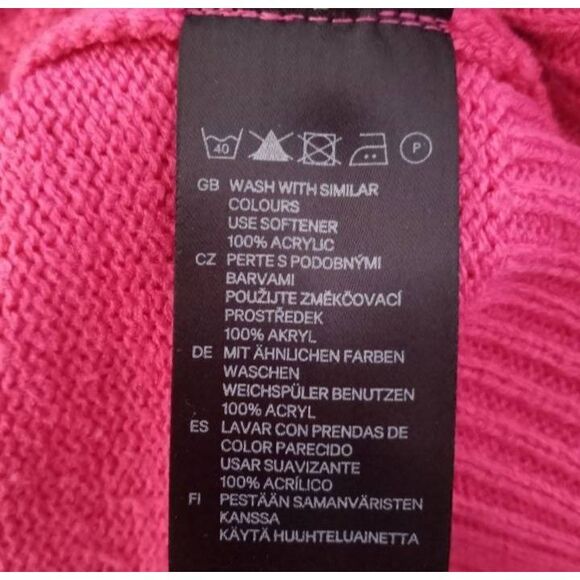 40 P
GB WASH WITH SIMILAR
COLOURS
USE SOFTENER
100% ACRYLIC
CZ PERTE S PODOBNÝMI
BARVAMI
POUŽIJTE ZMĚKČOVACÍ
PROSTŘEDEK
100% AKRYL
DE MIT ÄHNLICHEN FARBEN
WASCHEN
WEICHSPÜLER BENUTZEN
100% ACRYL
ES LAVAR CON PRENDAS DE
COLOR PARECIDO
USAR SUAVIZANTE
100% ACRÍLICO
FI PESTÄÄN SAMANVÄRISTEN
KANSSA
KÄYTÄ HUUHTELUAINETTA